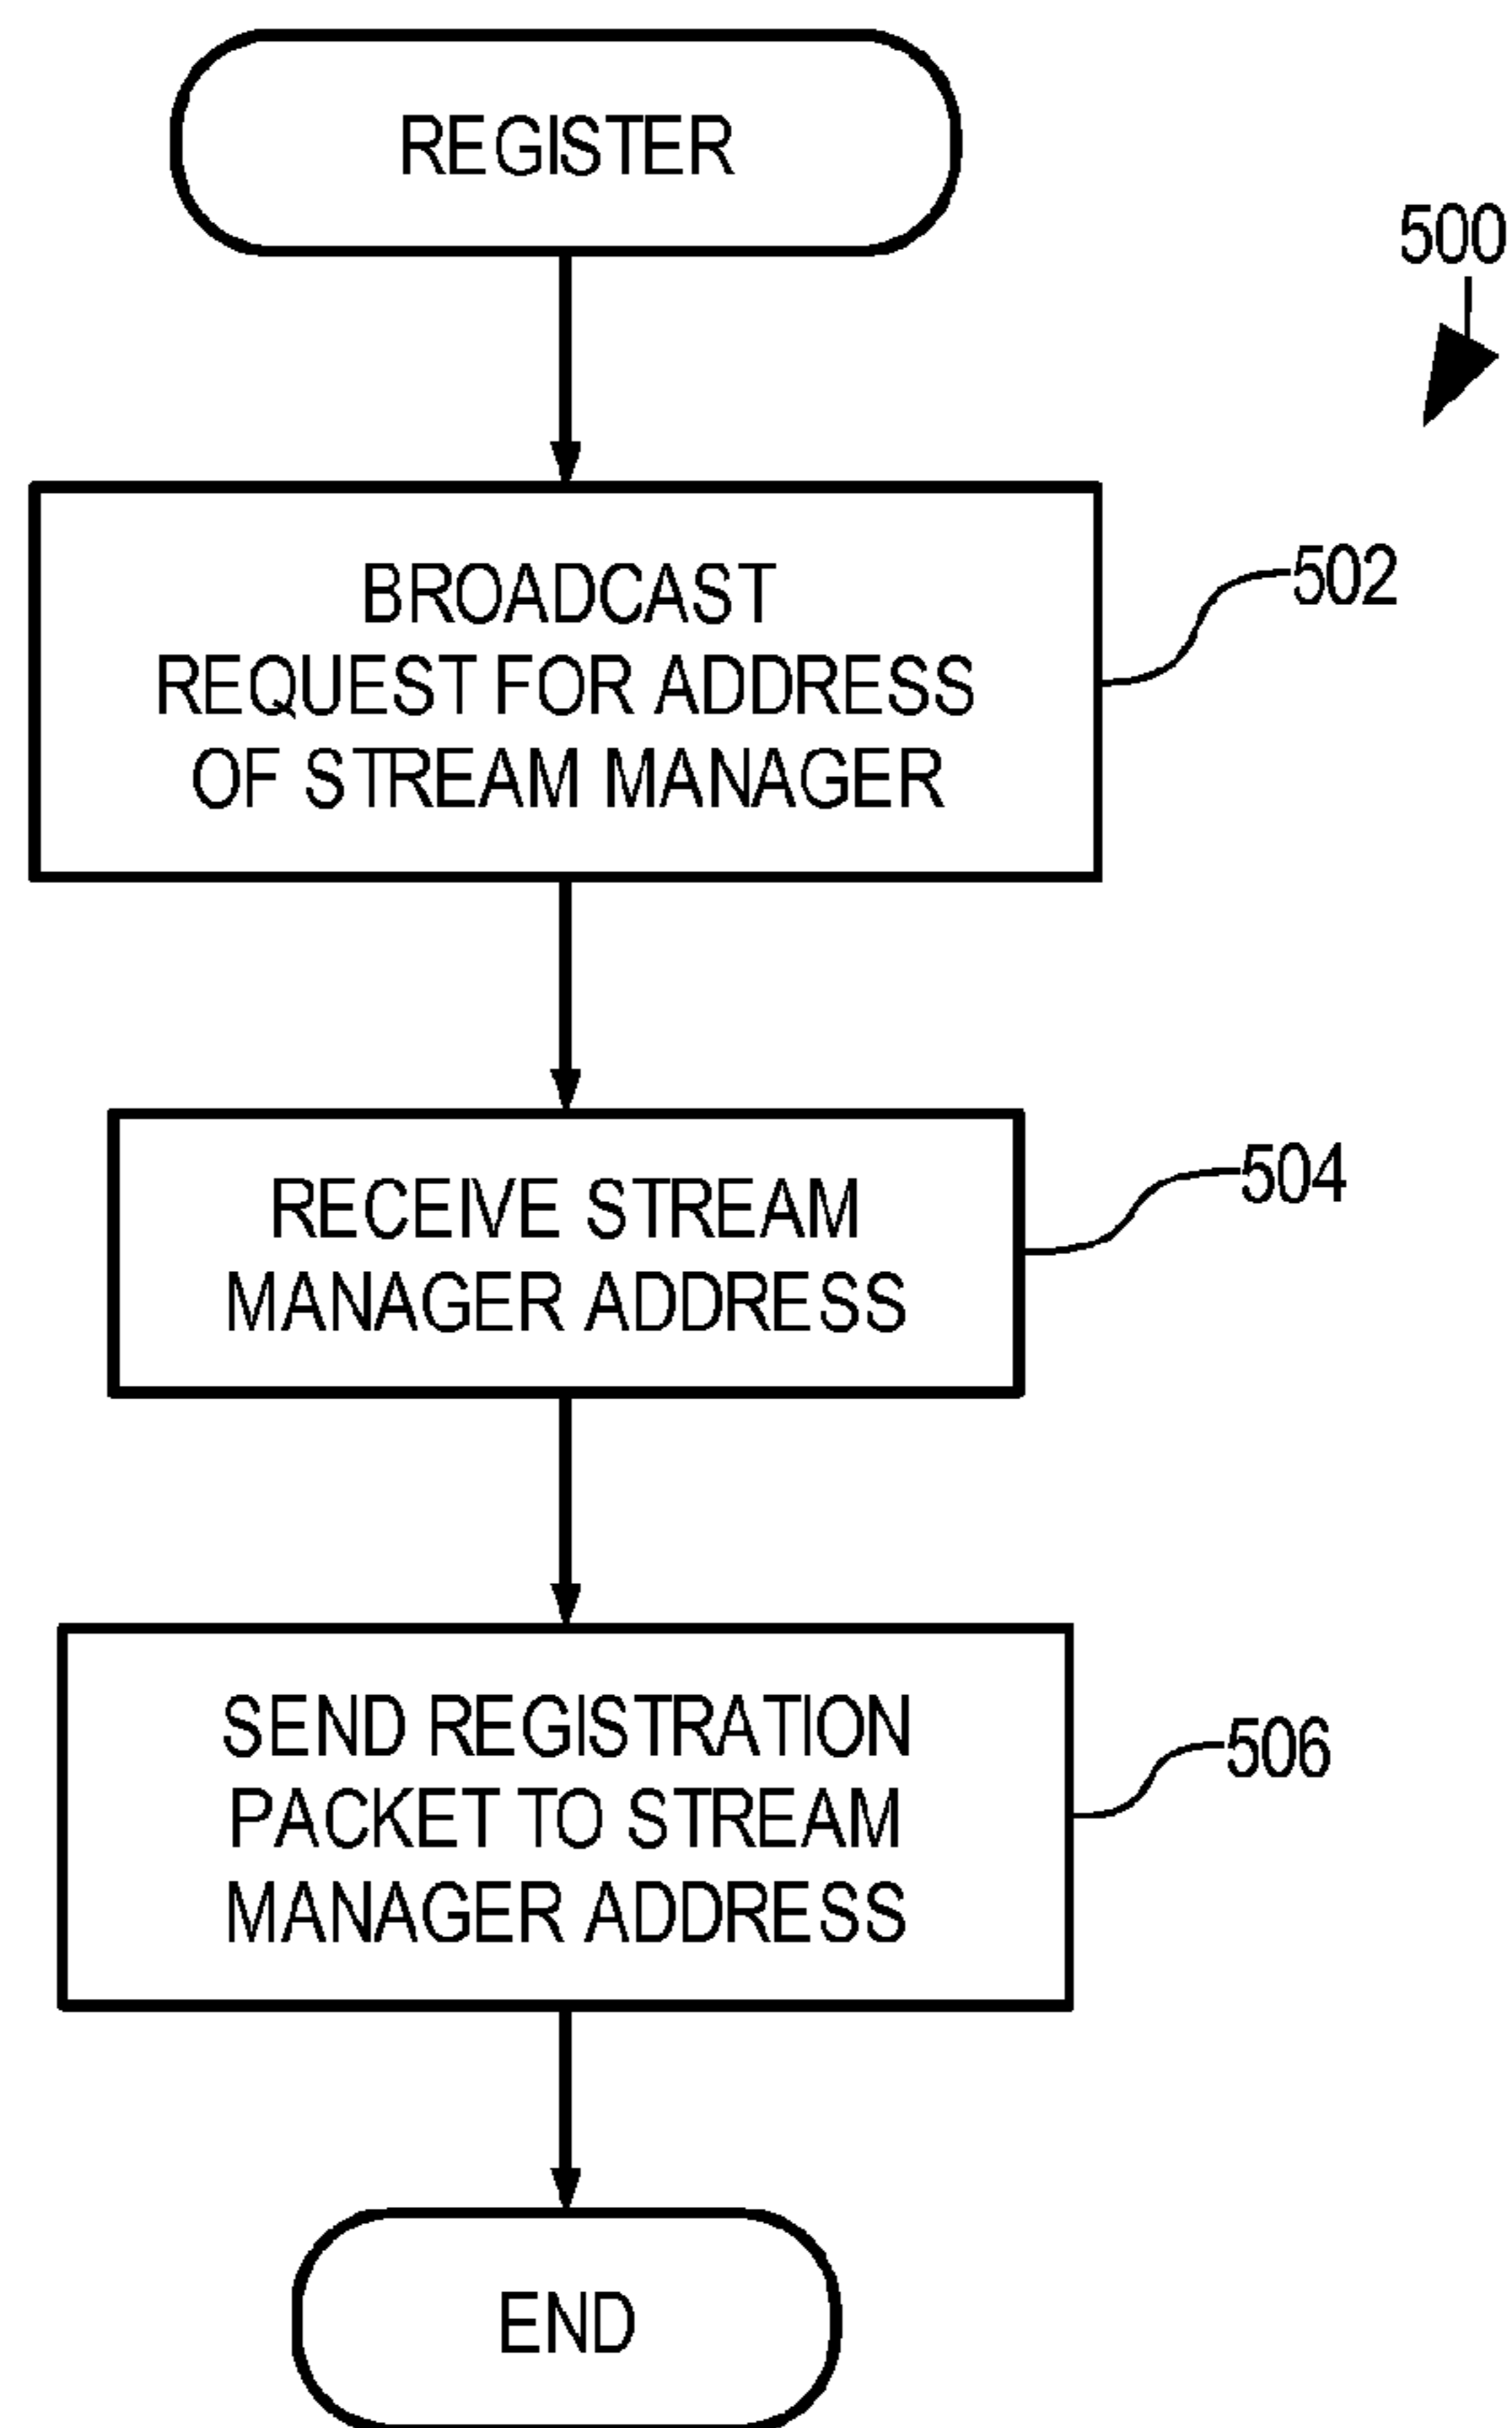 REGISTER
500
BROADCAST
REQUEST FOR ADDRESS
OF STREAM MANAGER
502
RECEIVE STREAM
MANAGER ADDRESS
504
SEND REGISTRATION
PACKET TO STREAM
MANAGER ADDRESS
506
END